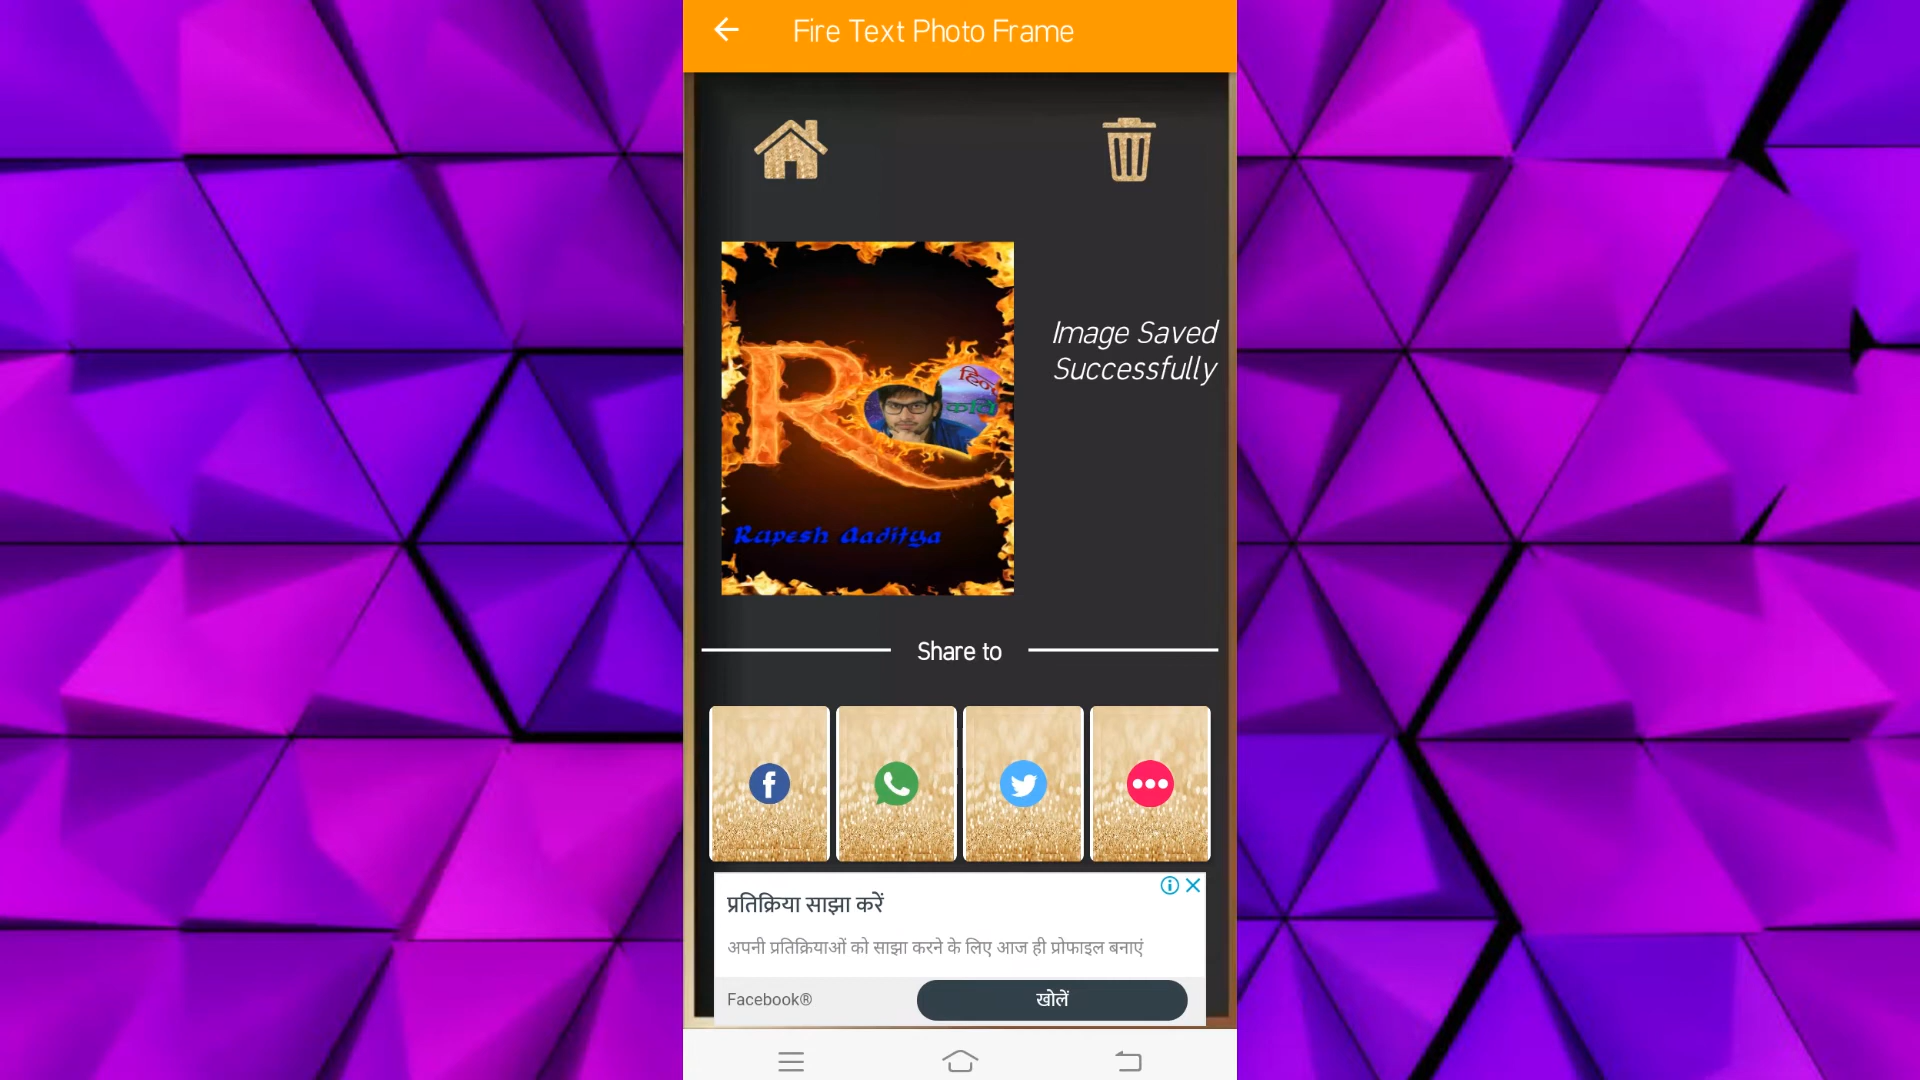 Fire Text Photo Frame
Image Saved
Successfully
R
Rupesh Aaditya
Share to
प्रतिक्रिया साझा करें
अपनी प्रतिक्रियाओं को साझा करने के लिए आज ही प्रोफाइल बनाएं
Facebook®
खोलें